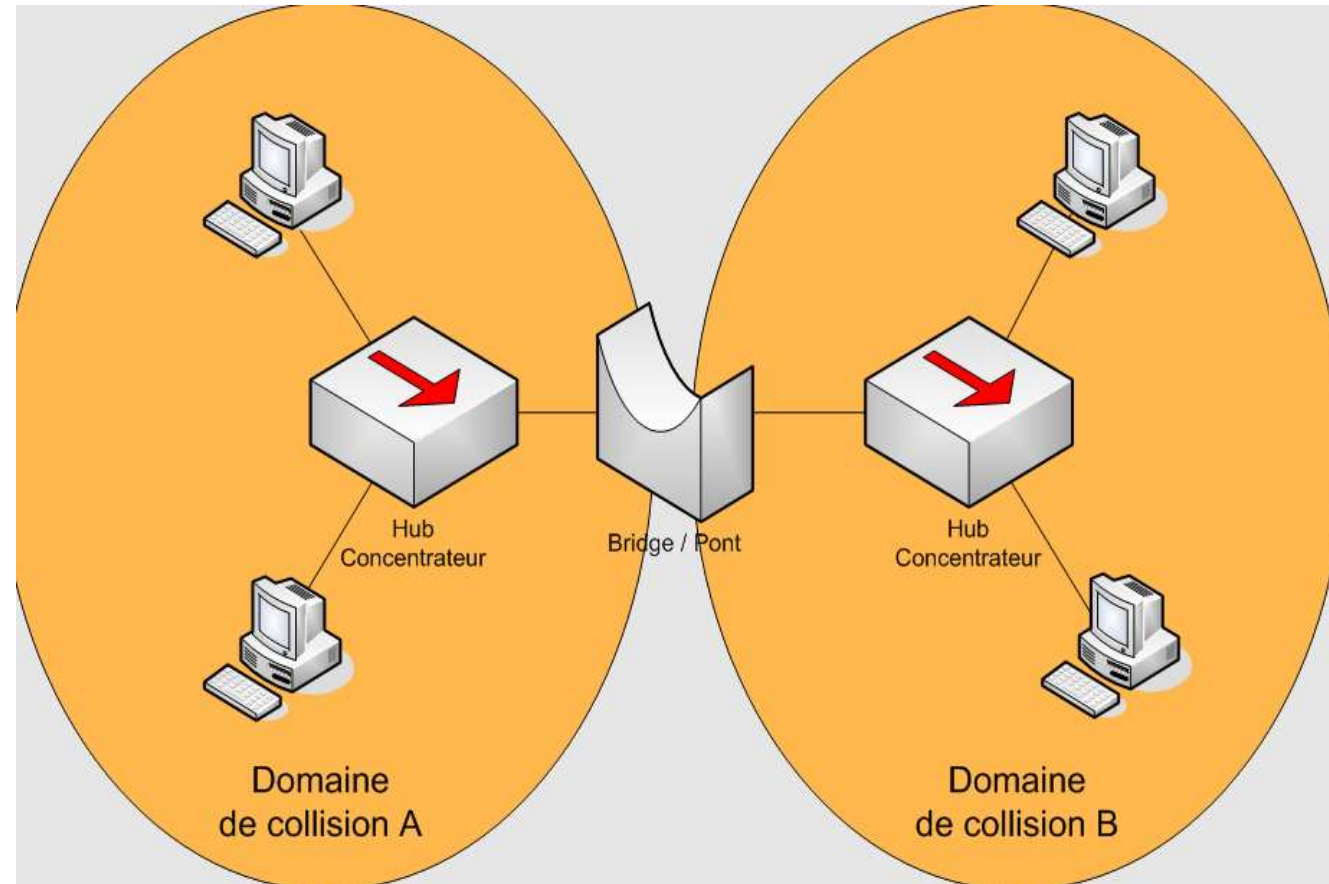 Hub
Concentrateur
Bridge / Pont
Hub
Concentrateur
Domaine
de collision A
Domaine
de collision B